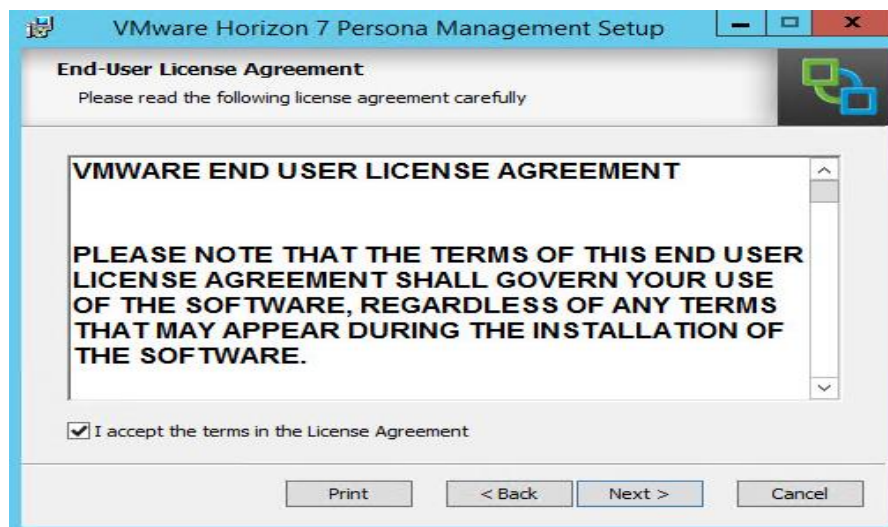 VMware Horizon 7 Persona Management Setup
End-User License Agreement
Please read the following license agreement carefully
VMWARE END USER LICENSE AGREEMENT
PLEASE NOTE THAT THE TERMS OF THIS END USER
LICENSE AGREEMENT SHALL GOVERN YOUR USE
OF THE SOFTWARE, REGARDLESS OF ANY TERMS
THAT MAY APPEAR DURING THE INSTALLATION OF
THE SOFTWARE.
I accept the terms in the License Agreement
Print < Back Next > Cancel